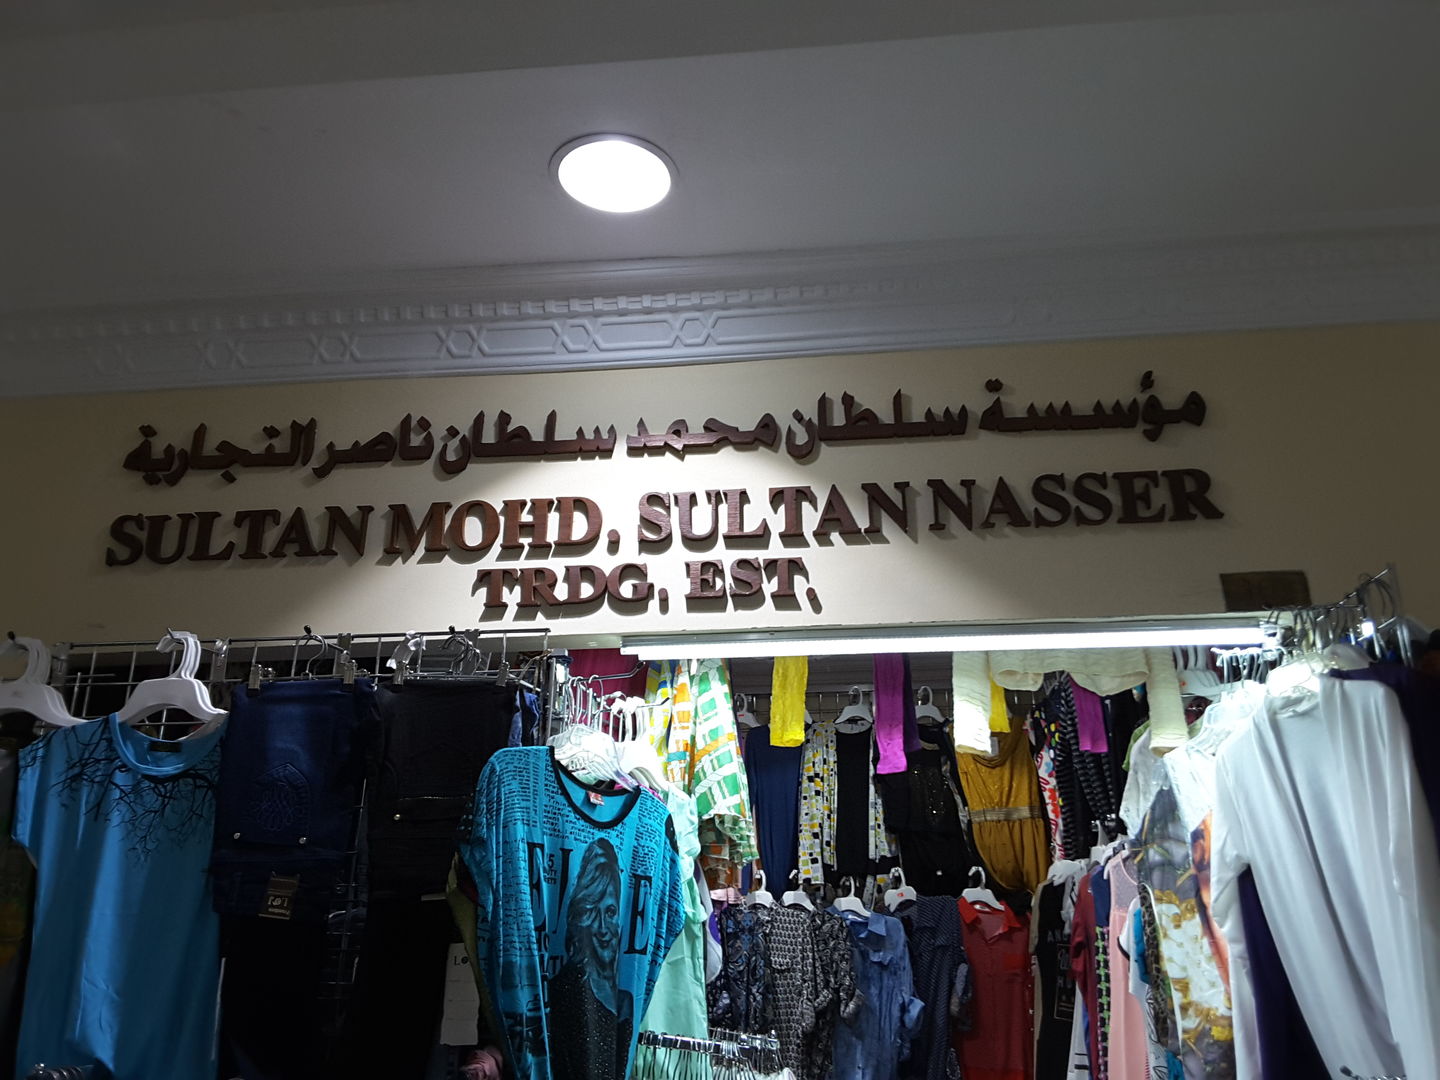 مؤسسة سلطان محمد سلطان ناصر التجارية
SULTAN MOHD. SULTAN NASSER
TRDG. EST.